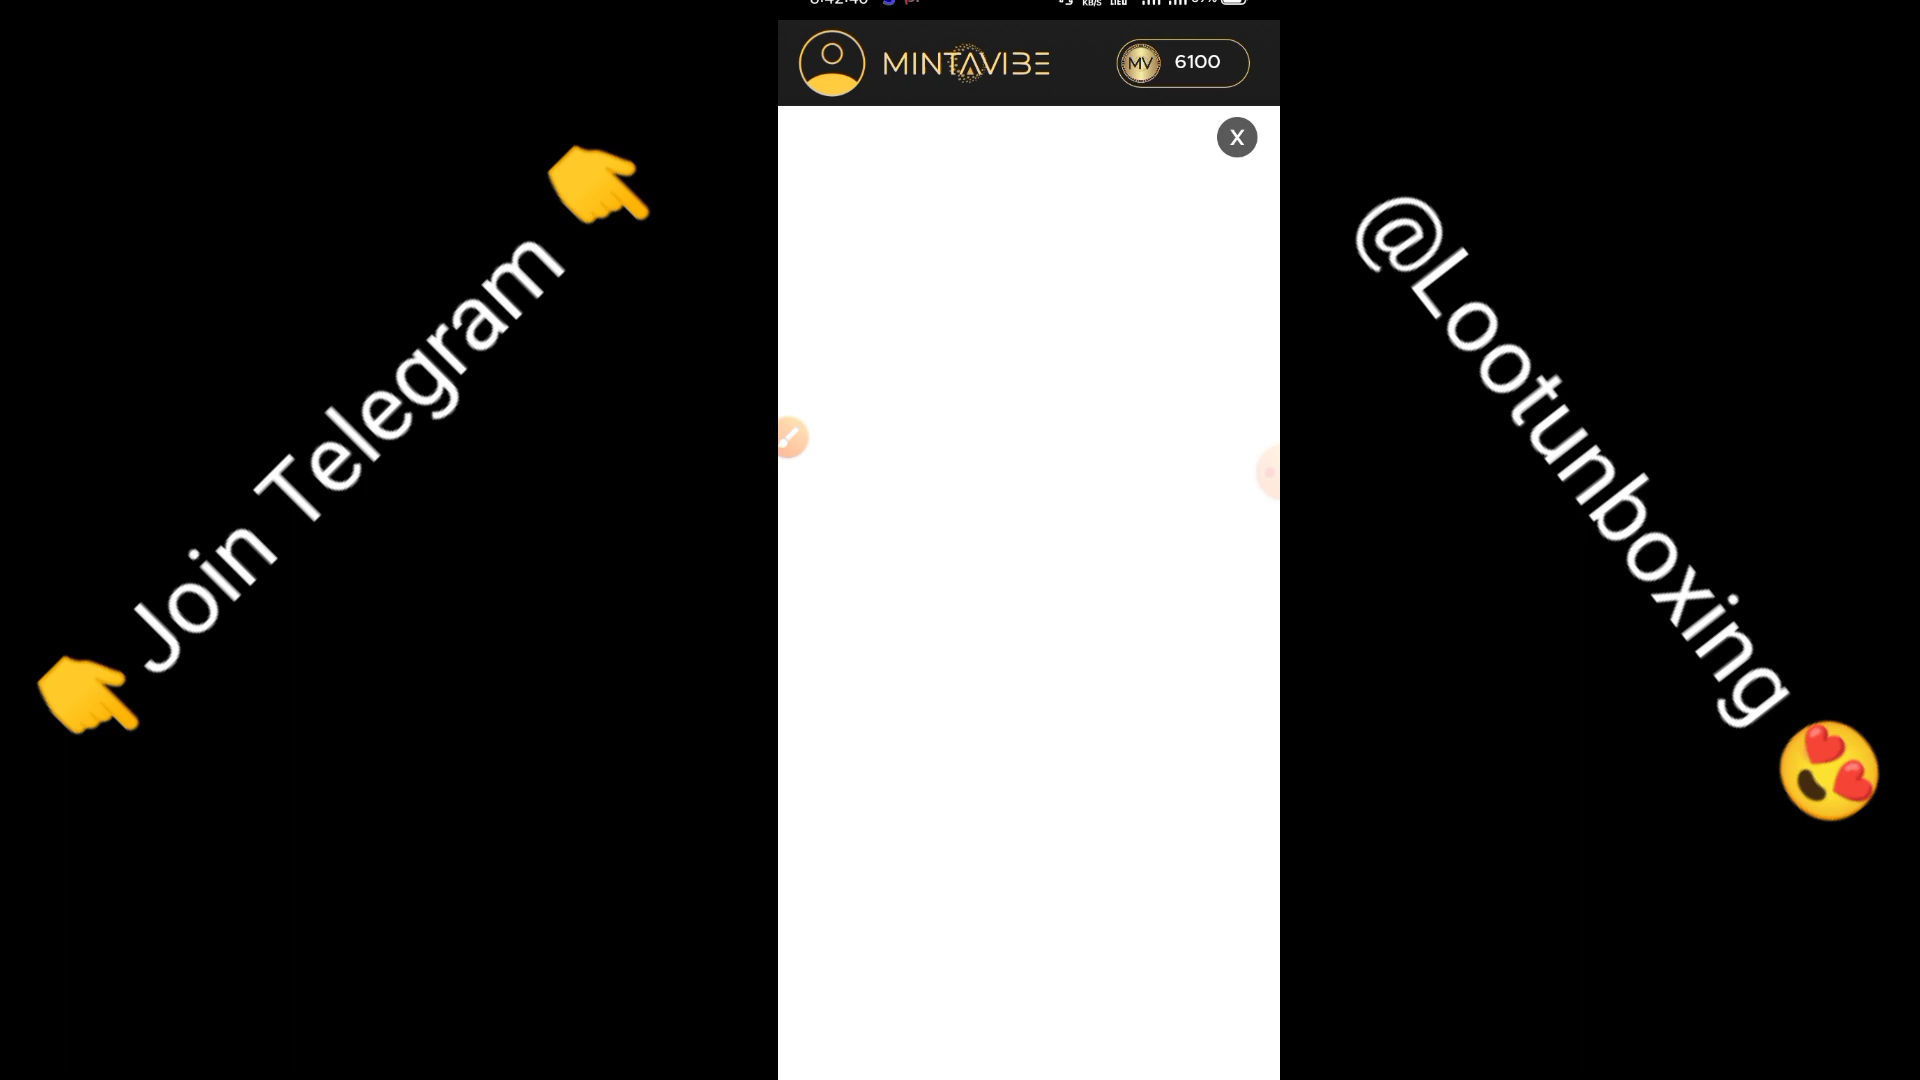 MINTAVIBE
MV 6100
X
👉 Join Telegram 👉
@Lootunboxing 😍